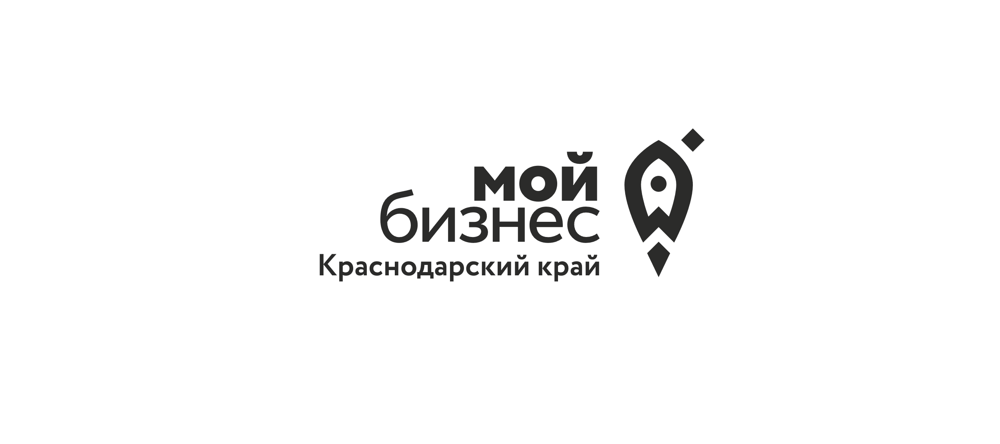 мой
бизнес
Краснодарский край